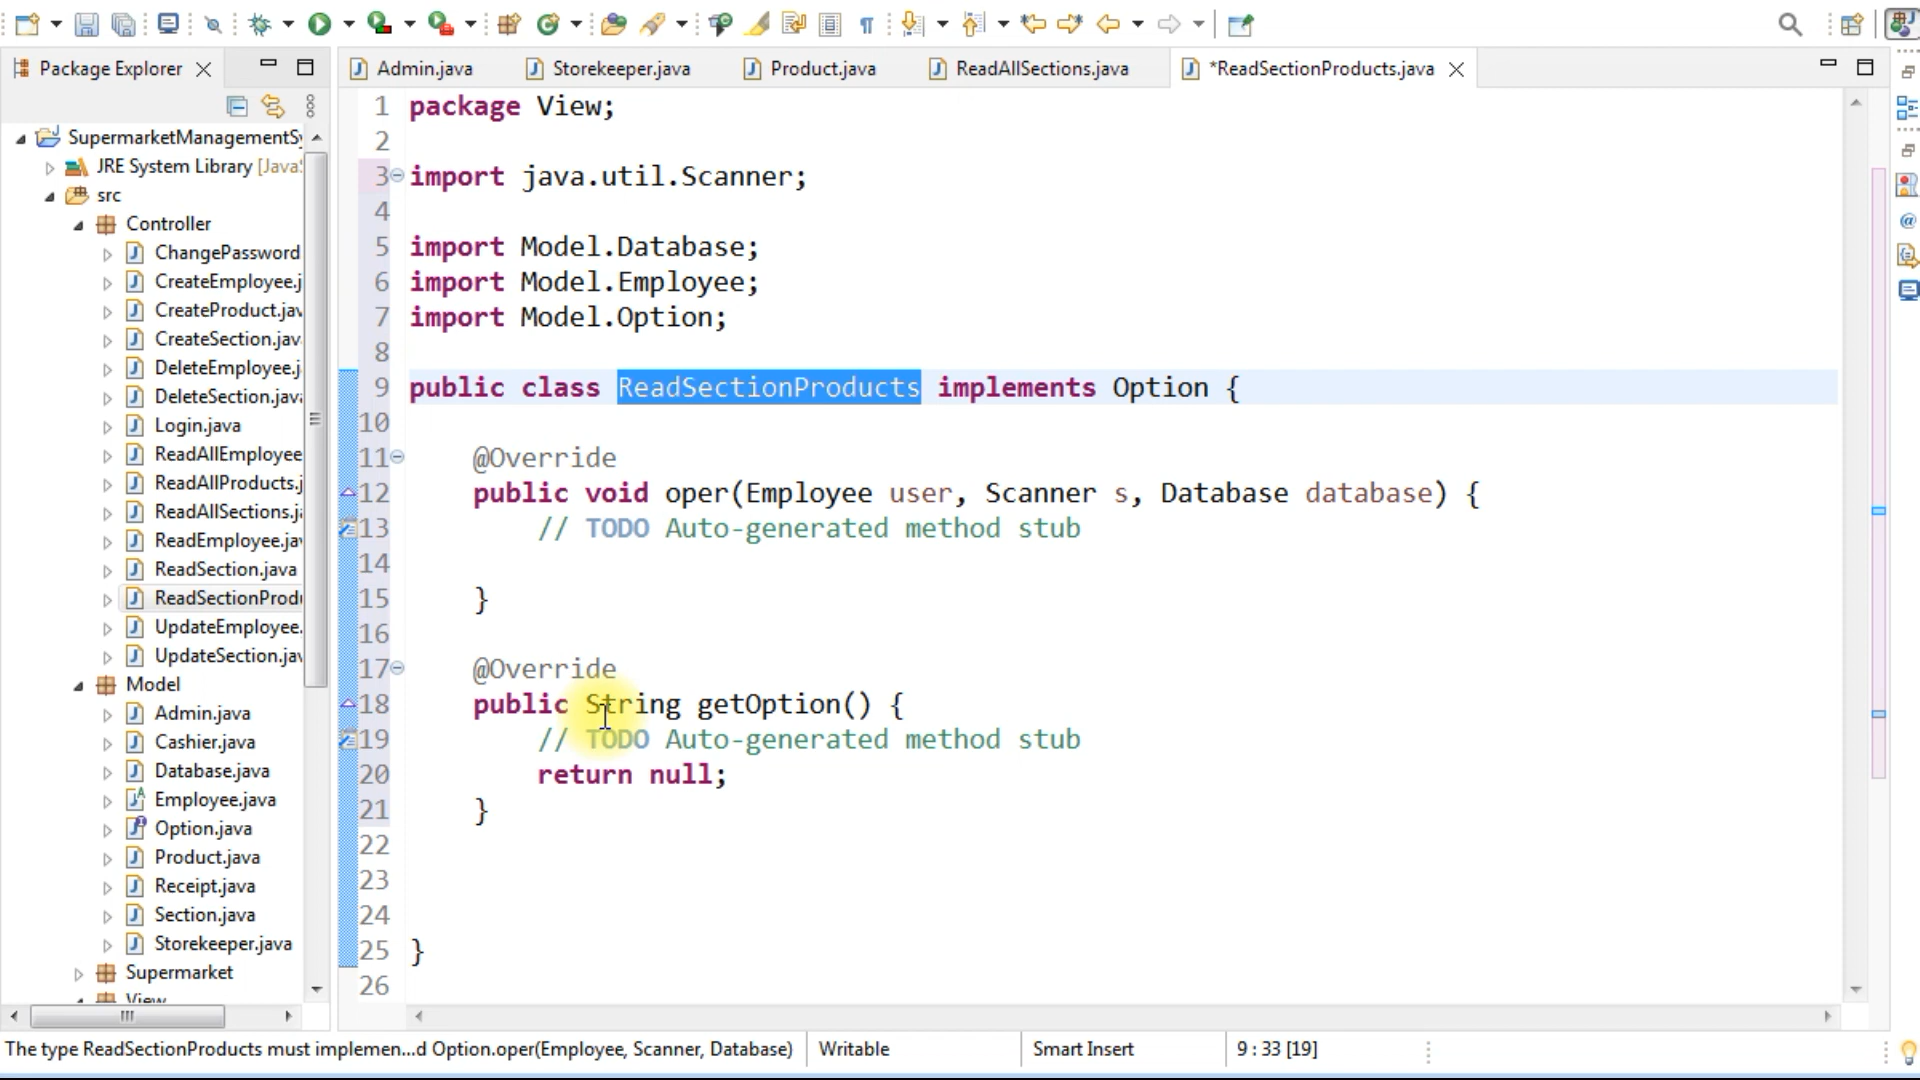 Package Explorer
Admin.java
Storekeeper.java
Product.java
ReadAllSections.java
*ReadSectionProducts.java
SupermarketManagementSy
JRE System Library [JavaS
src
Controller
ChangePassword
CreateEmployee.j
CreateProduct.jav
CreateSection.jav
DeleteEmployee.j
DeleteSection.java
Login.java
ReadAllEmployee
ReadAllProducts.j
ReadAllSections.ja
ReadEmployee.jav
ReadSection.java
ReadSectionProdu
UpdateEmployee.
UpdateSection.jav
Model
Admin.java
Cashier.java
Database.java
Employee.java
Option.java
Product.java
Receipt.java
Section.java
Storekeeper.java
Supermarket
View
1 package View;
2
3 import java.util.Scanner;
4
5 import Model.Database;
6 import Model.Employee;
7 import Model.Option;
8
9 public class ReadSectionProducts implements Option {
10
11 @Override
12 public void oper(Employee user, Scanner s, Database database) {
13 // TODO Auto-generated method stub
14
15 }
16
17 @Override
18 public String getOption() {
19 // TODO Auto-generated method stub
20 return null;
21 }
22
23
24
25 }
26
The type ReadSectionProducts must implemen...d Option.oper(Employee, Scanner, Database)
Writable
Smart Insert
9 : 33 [19]